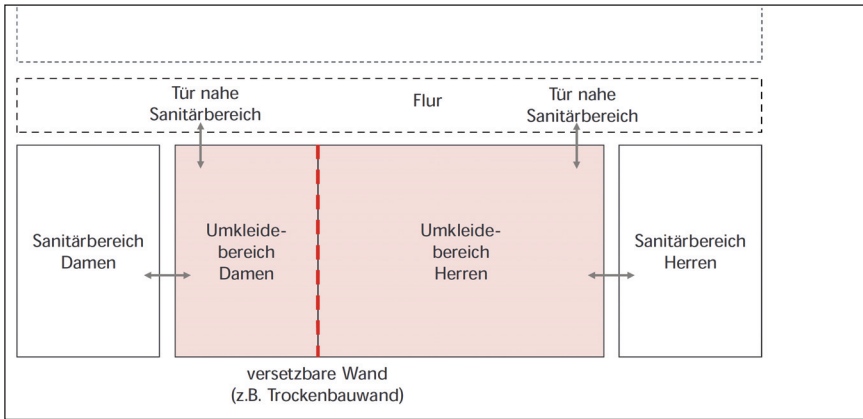 Tür nahe
Sanitärbereich
Flur
Tür nahe
Sanitärbereich
Sanitärbereich
Damen
Umkleide-
bereich
Damen
Umkleide-
bereich
Herren
Sanitärbereich
Herren
versetzbare Wand
(z.B. Trockenbauwand)